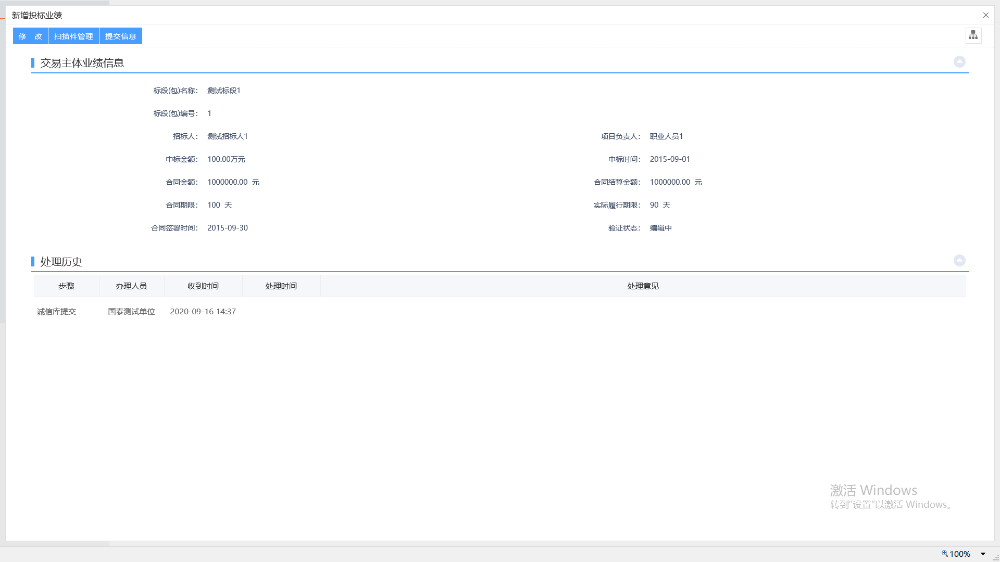 新增投标业绩
修 改 扫描件管理 提交信息
交易主体业绩信息
标段(包)名称： 测试标段1
标段(包)编号： 1
招标人： 测试招标人1 项目负责人： 职业人员1
中标金额： 100.00万元 中标时间： 2015-09-01
合同金额： 1000000.00 元 合同结算金额： 1000000.00 元
合同期限： 100 天 实际履行期限： 90 天
合同签署时间： 2015-09-30 验证状态： 编辑中
处理历史
步骤 办理人员 收到时间 处理时间 处理意见
诚信库提交 国泰测试单位 2020-09-16 14:37
激活 Windows
转到“设置”以激活 Windows。
100%